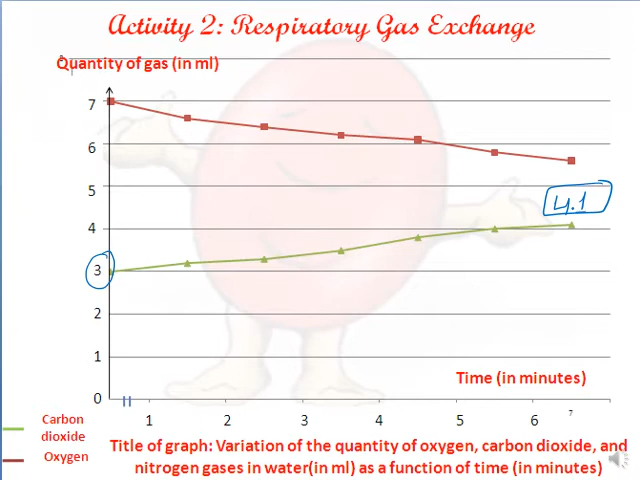 Activity 2: Respiratory Gas Exchange
Quantity of gas (in ml)
7
6
5
4.1
4
3
2
1
Time (in minutes)
0
1 2 3 4 5 6 7
Carbon
dioxide
Oxygen
Title of graph: Variation of the quantity of oxygen, carbon dioxide, and
nitrogen gases in water(in ml) as a function of time (in minutes)